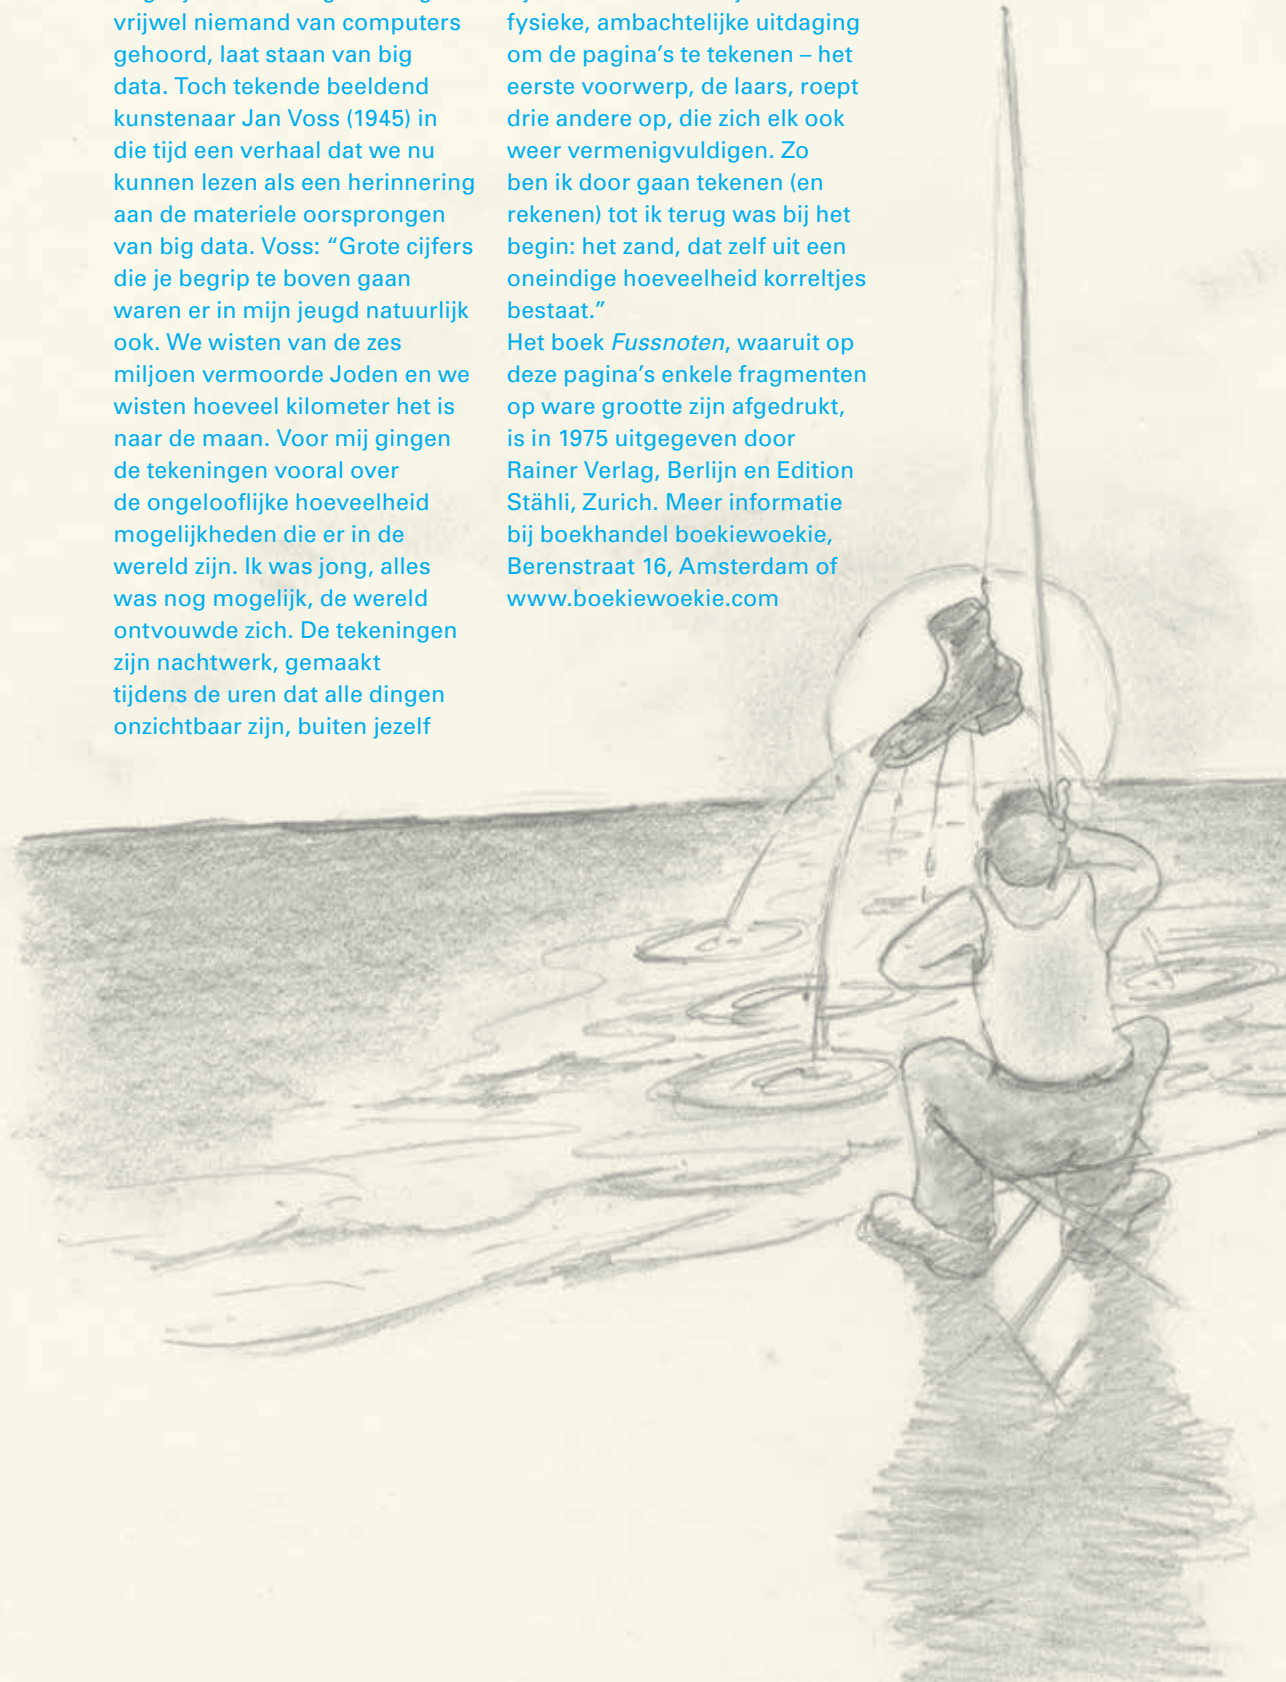 vrijwel niemand van computers
gehoord, laat staan van big
data. Toch tekende beeldend
kunstenaar Jan Voss (1945) in
die tijd een verhaal dat we nu
kunnen lezen als een herinnering
aan de materiele oorsprongen
van big data. Voss: “Grote cijfers
die je begrip te boven gaan
waren er in mijn jeugd natuurlijk
ook. We wisten van de zes
miljoen vermoorde Joden en we
wisten hoeveel kilometer het is
naar de maan. Voor mij gingen
de tekeningen vooral over
de ongelooflijke hoeveelheid
mogelijkheden die er in de
wereld zijn. Ik was jong, alles
was nog mogelijk, de wereld
ontvouwde zich. De tekeningen
zijn nachtwerk, gemaakt
tijdens de uren dat alle dingen
onzichtbaar zijn, buiten jezelf
fysieke, ambachtelijke uitdaging
om de pagina’s te tekenen – het
eerste voorwerp, de laars, roept
drie andere op, die zich elk ook
weer vermenigvuldigen. Zo
ben ik door gaan tekenen (en
rekenen) tot ik terug was bij het
begin: het zand, dat zelf uit een
oneindige hoeveelheid korreltjes
bestaat.”
Het boek Fussnoten, waaruit op
deze pagina’s enkele fragmenten
op ware grootte zijn afgedrukt,
is in 1975 uitgegeven door
Rainer Verlag, Berlijn en Edition
Stähli, Zurich. Meer informatie
bij boekhandel boekiewoekie,
Berenstraat 16, Amsterdam of
www.boekiewoekie.com